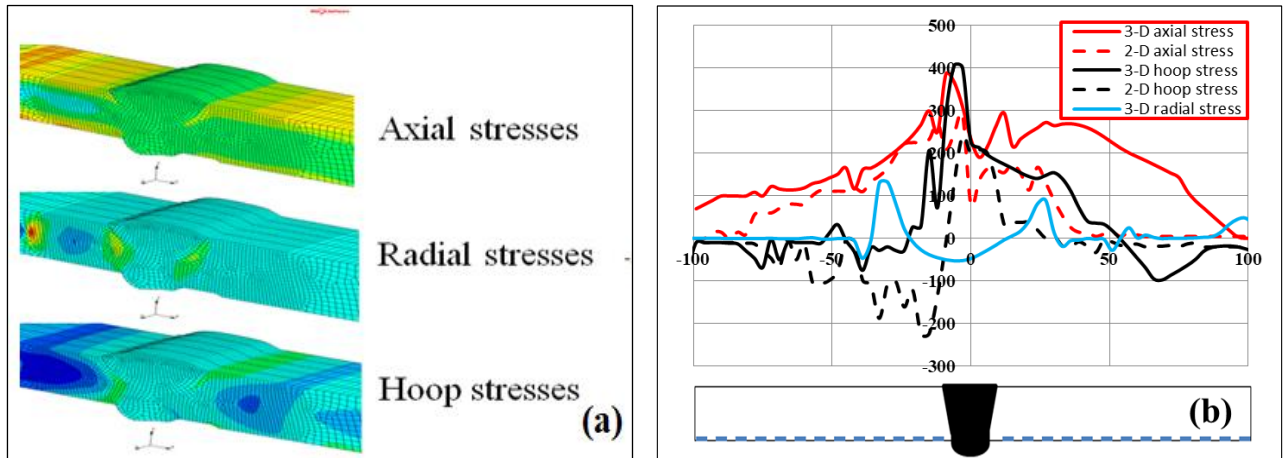 Axial stresses
Radial stresses
Hoop stresses
(a)
500
400
300
200
100
0
-100
-200
-300
-100
-50
0
50
100
3-D axial stress
2-D axial stress
3-D hoop stress
2-D hoop stress
3-D radial stress
(b)